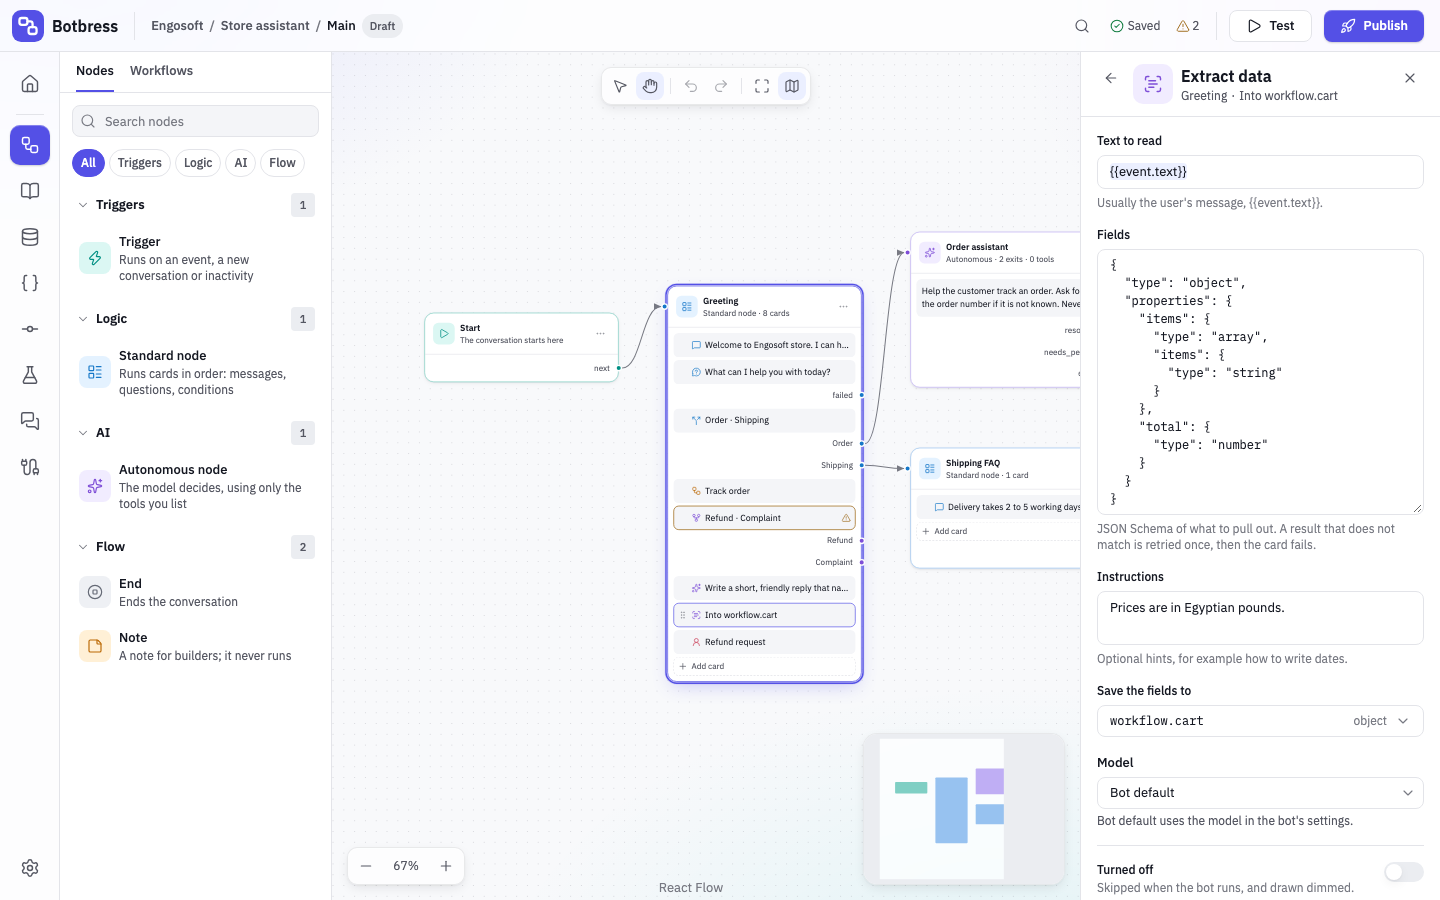 Botbress
Engosoft / Store assistant / Main Draft
Saved
2
Test
Publish
Nodes
Workflows
Search nodes
All
Triggers
Logic
AI
Flow
Triggers
1
Trigger
Runs on an event, a new
conversation or inactivity
Logic
1
Standard node
Runs cards in order: messages,
questions, conditions
AI
1
Autonomous node
The model decides, using only the
tools you list
Flow
2
End
Ends the conversation
Note
A note for builders; it never runs
Start
The conversation starts here
next
Greeting
Standard node · 8 cards
Welcome to Engosoft store. I can h...
What can I help you with today?
failed
Order · Shipping
Order
Shipping
Track order
Refund · Complaint
Refund
Complaint
Write a short, friendly reply that na...
Into workflow.cart
Refund request
+ Add card
Order assistant
Autonomous · 2 exits · 0 tools
Help the customer track an order. Ask fo
the order number if it is not known. Neve
reso
needs_pe
Shipping FAQ
Standard node · 1 card
Delivery takes 2 to 5 working days
+ Add card
67%
React Flow
Extract data
Greeting · Into workflow.cart
Text to read
{{event.text}}
Usually the user's message, {{event.text}}.
Fields
{
"type": "object",
"properties": {
"items": {
"type": "array",
"items": {
"type": "string"
}
},
"total": {
"type": "number"
}
}
}
JSON Schema of what to pull out. A result that does not
match is retried once, then the card fails.
Instructions
Prices are in Egyptian pounds.
Optional hints, for example how to write dates.
Save the fields to
workflow.cart object
Model
Bot default
Bot default uses the model in the bot's settings.
Turned off
Skipped when the bot runs, and drawn dimmed.